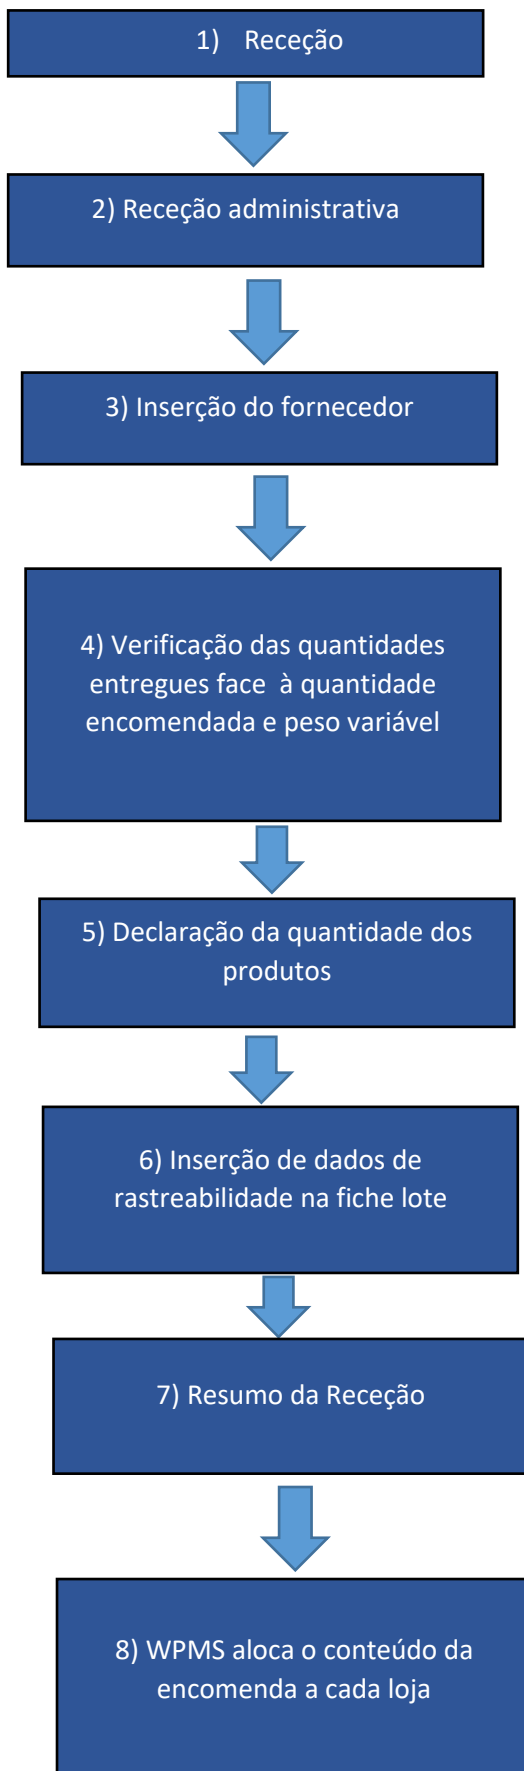 1) Receção
2) Receção administrativa
3) Inserção do fornecedor
4) Verificação das quantidades
entregues face à quantidade
encomendada e peso variável
5) Declaração da quantidade dos
produtos
6) Inserção de dados de
rastreabilidade na fiche lote
7) Resumo da Receção
8) WPMS aloca o conteúdo da
encomenda a cada loja